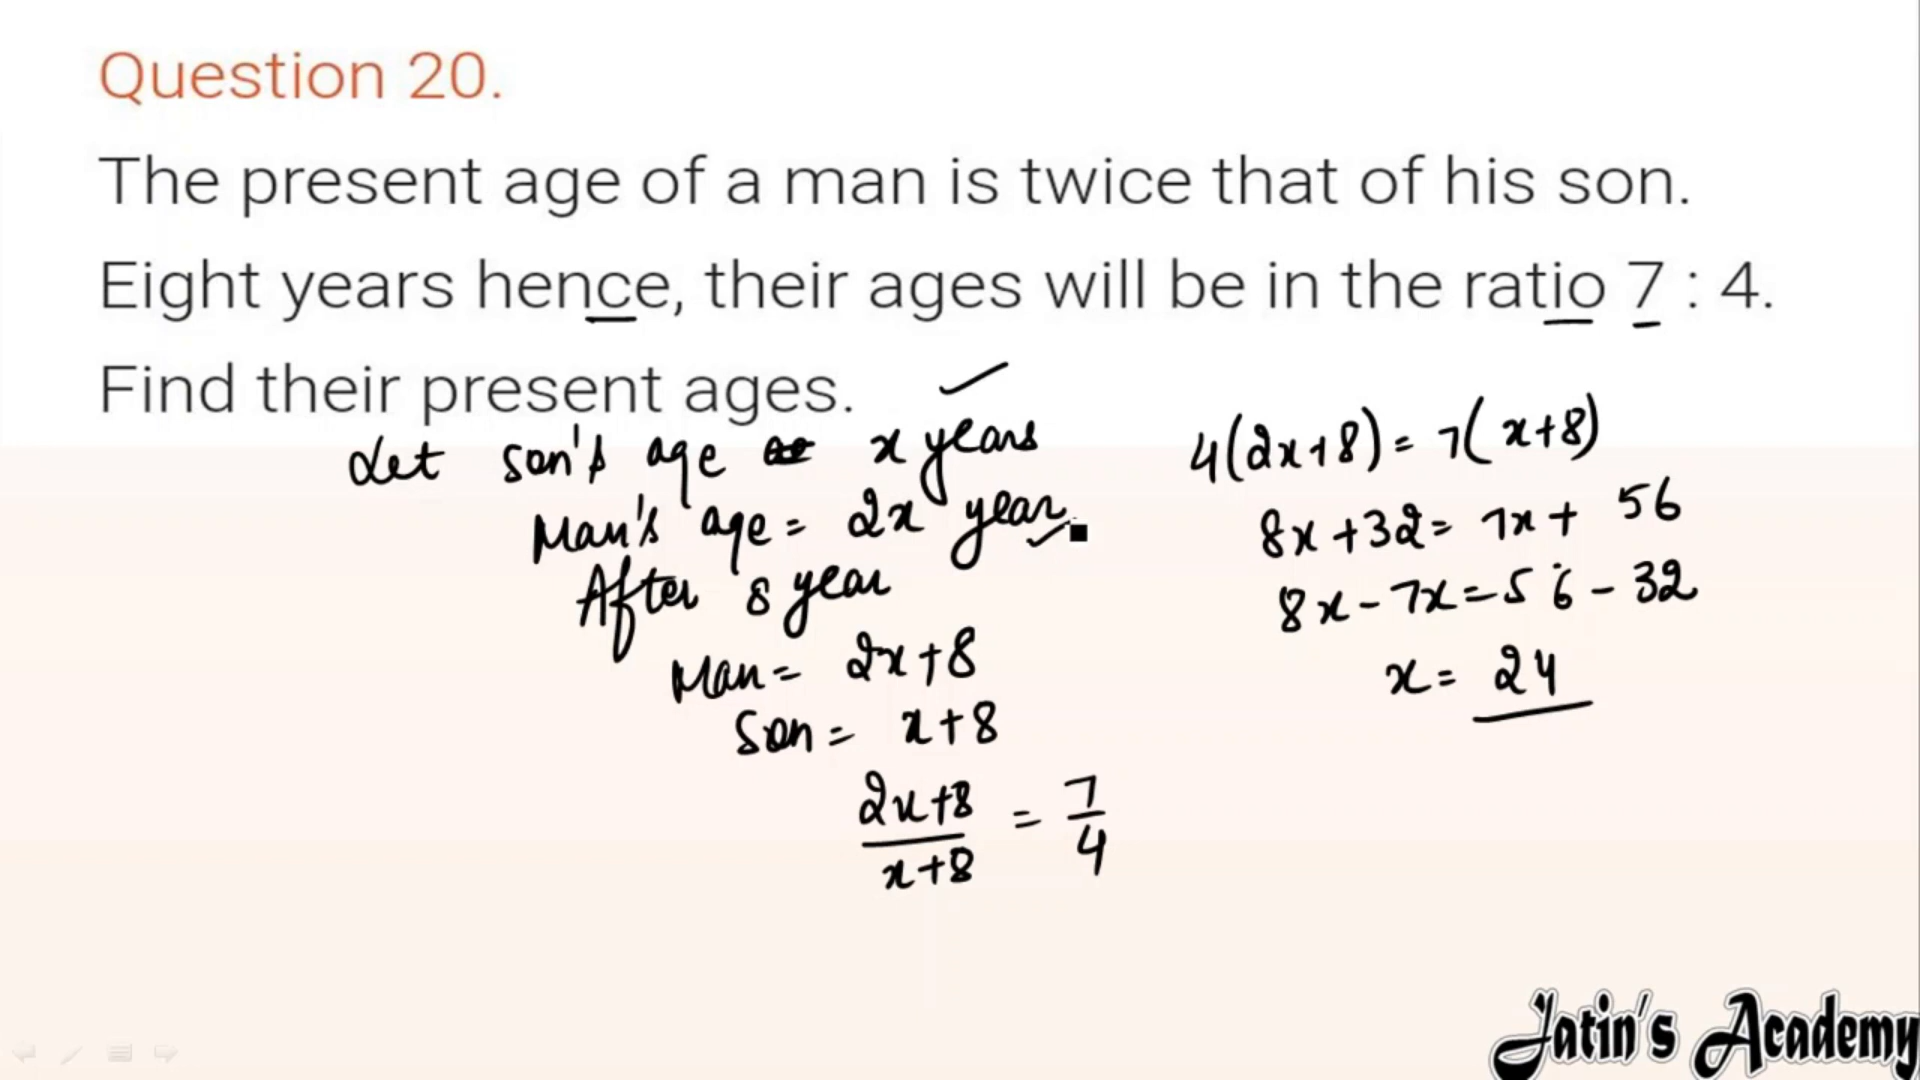 Question 20.
The present age of a man is twice that of his son.
Eight years hence, their ages will be in the ratio 7 : 4.
Find their present ages.
Let son's age x years
Man's age = 2x year
After 8 year
Man = 2x+8
Son = x+8
2x+8 / x+8 = 7/4
4(2x+8) = 7(x+8)
8x+32 = 7x + 56
8x - 7x = 56 - 32
x = 24
Jatin's Academy